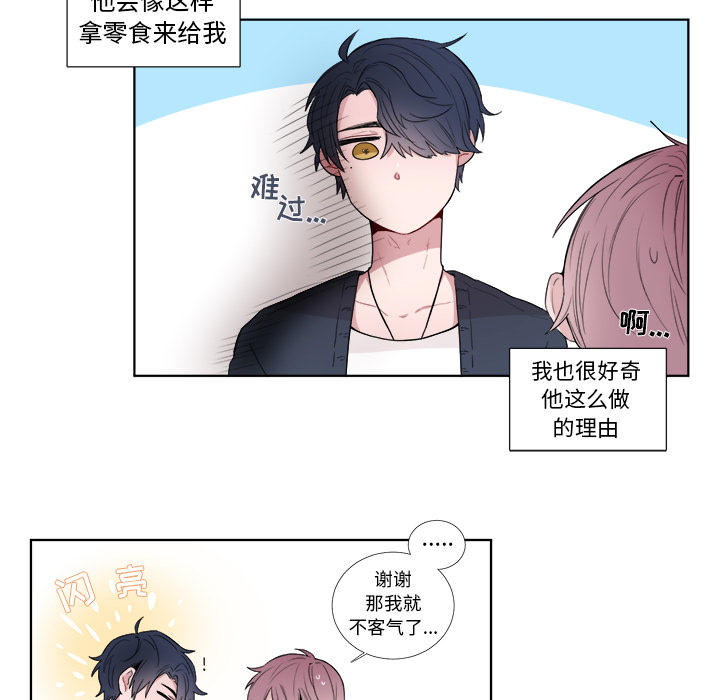 他会像这样
拿零食来给我
难过...
啊...
我也很好奇
他这么做
的理由
.....
谢谢
那我就
不客气了...
闪亮
!